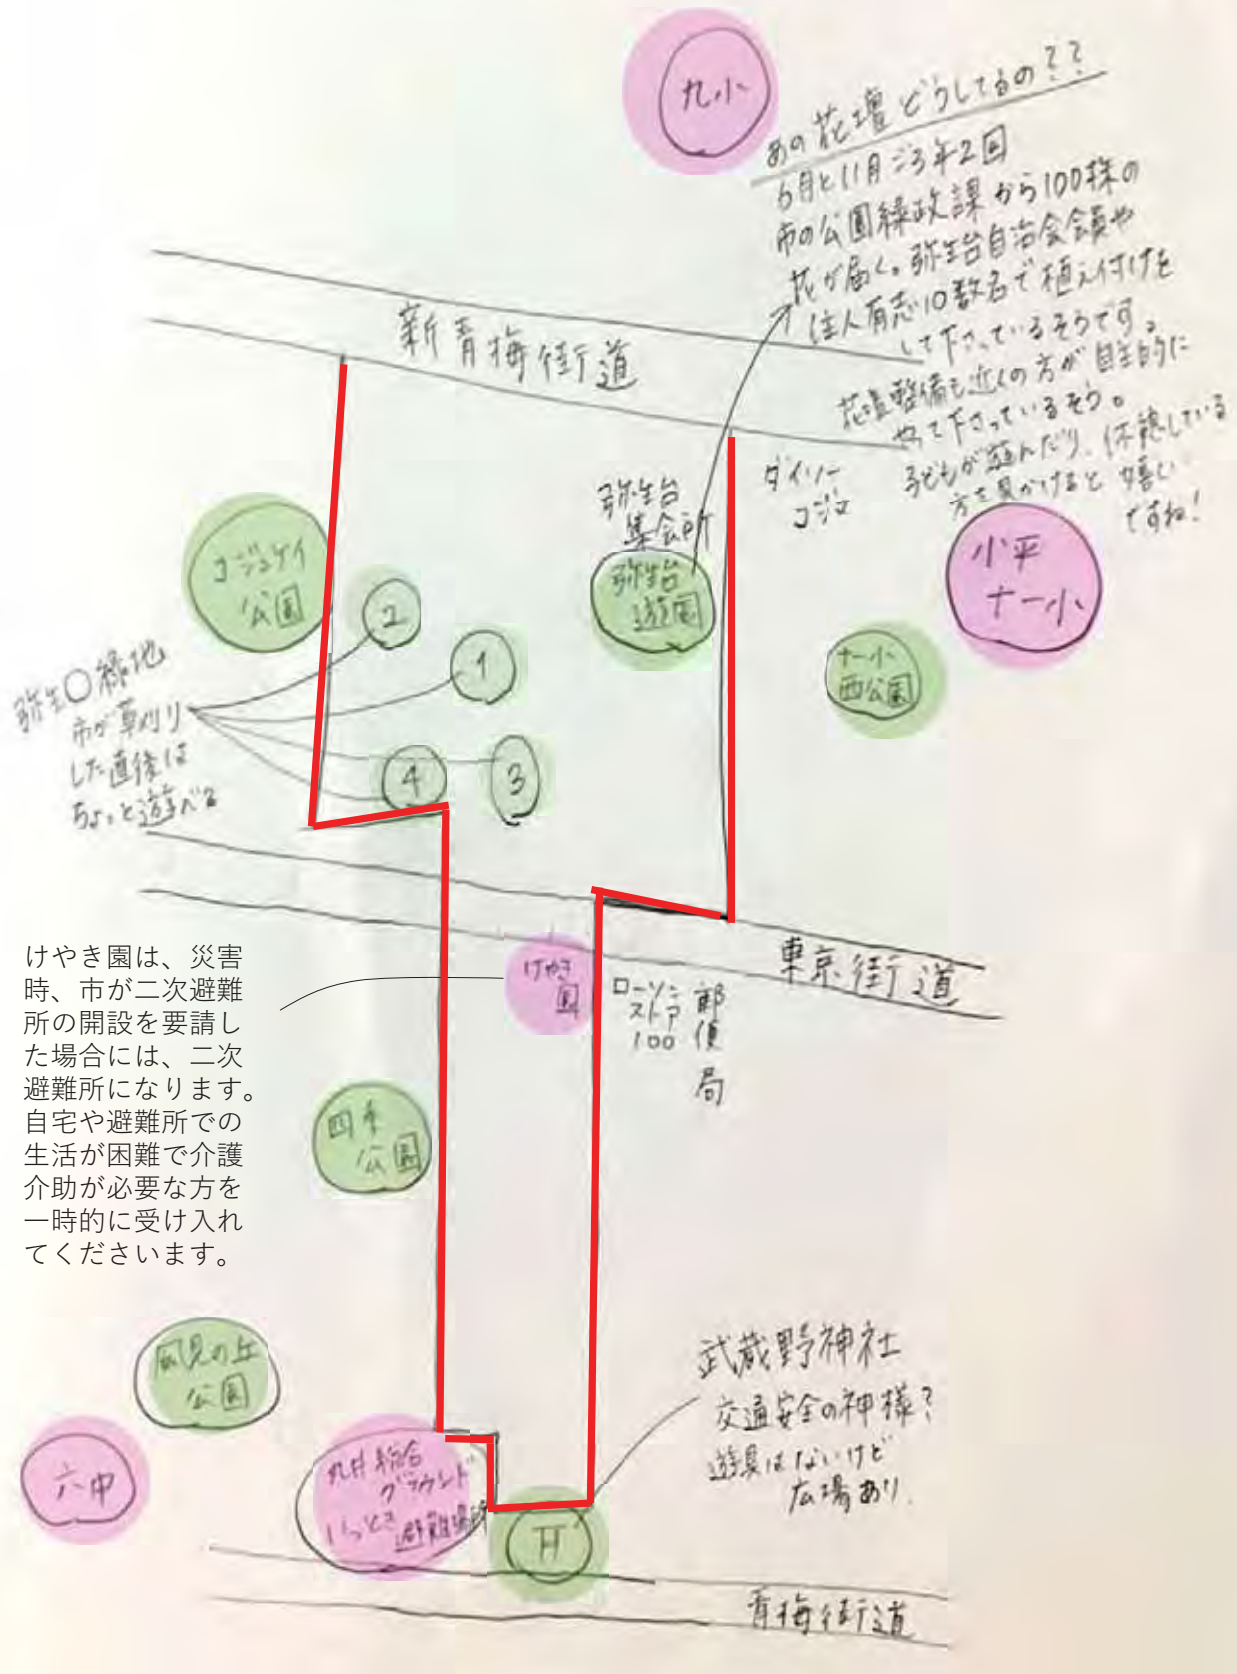 九小
あの花壇どうしてるの??
6月と11月ごろ年2回
市の公園緑政課から100株の
花が届く。弥生台自治会会員や
住人有志10数名で植え付けを
して下さっているそうです。
花壇整備も近くの方が自主的に
やって下さっているそう。
子どもが遊んだり、休憩している
方を見かけると嬉しい
ですね!
新青梅街道
ダイソー
コジマ
弥生台
集会所
弥生台
遊園
コジュケイ
公園
小平
十一小
十一小
西公園
2
1
4
3
弥生〇緑地
市が草刈り
した直後は
ちょっと遊べる
東京街道
けやき
園
ローソン
ストア
100
郵便局
けやき園は、災害
時、市が二次避難
所の開設を要請し
た場合には、二次
避難所になります。
自宅や避難所での
生活が困難で介護
介助が必要な方を
一時的に受け入れ
てくださいます。
四季
公園
風見の丘
公園
六中
九中総合
グラウンド
いっとき
避難場所
武蔵野神社
交通安全の神様?
遊具はないけど
広場あり.
青梅街道